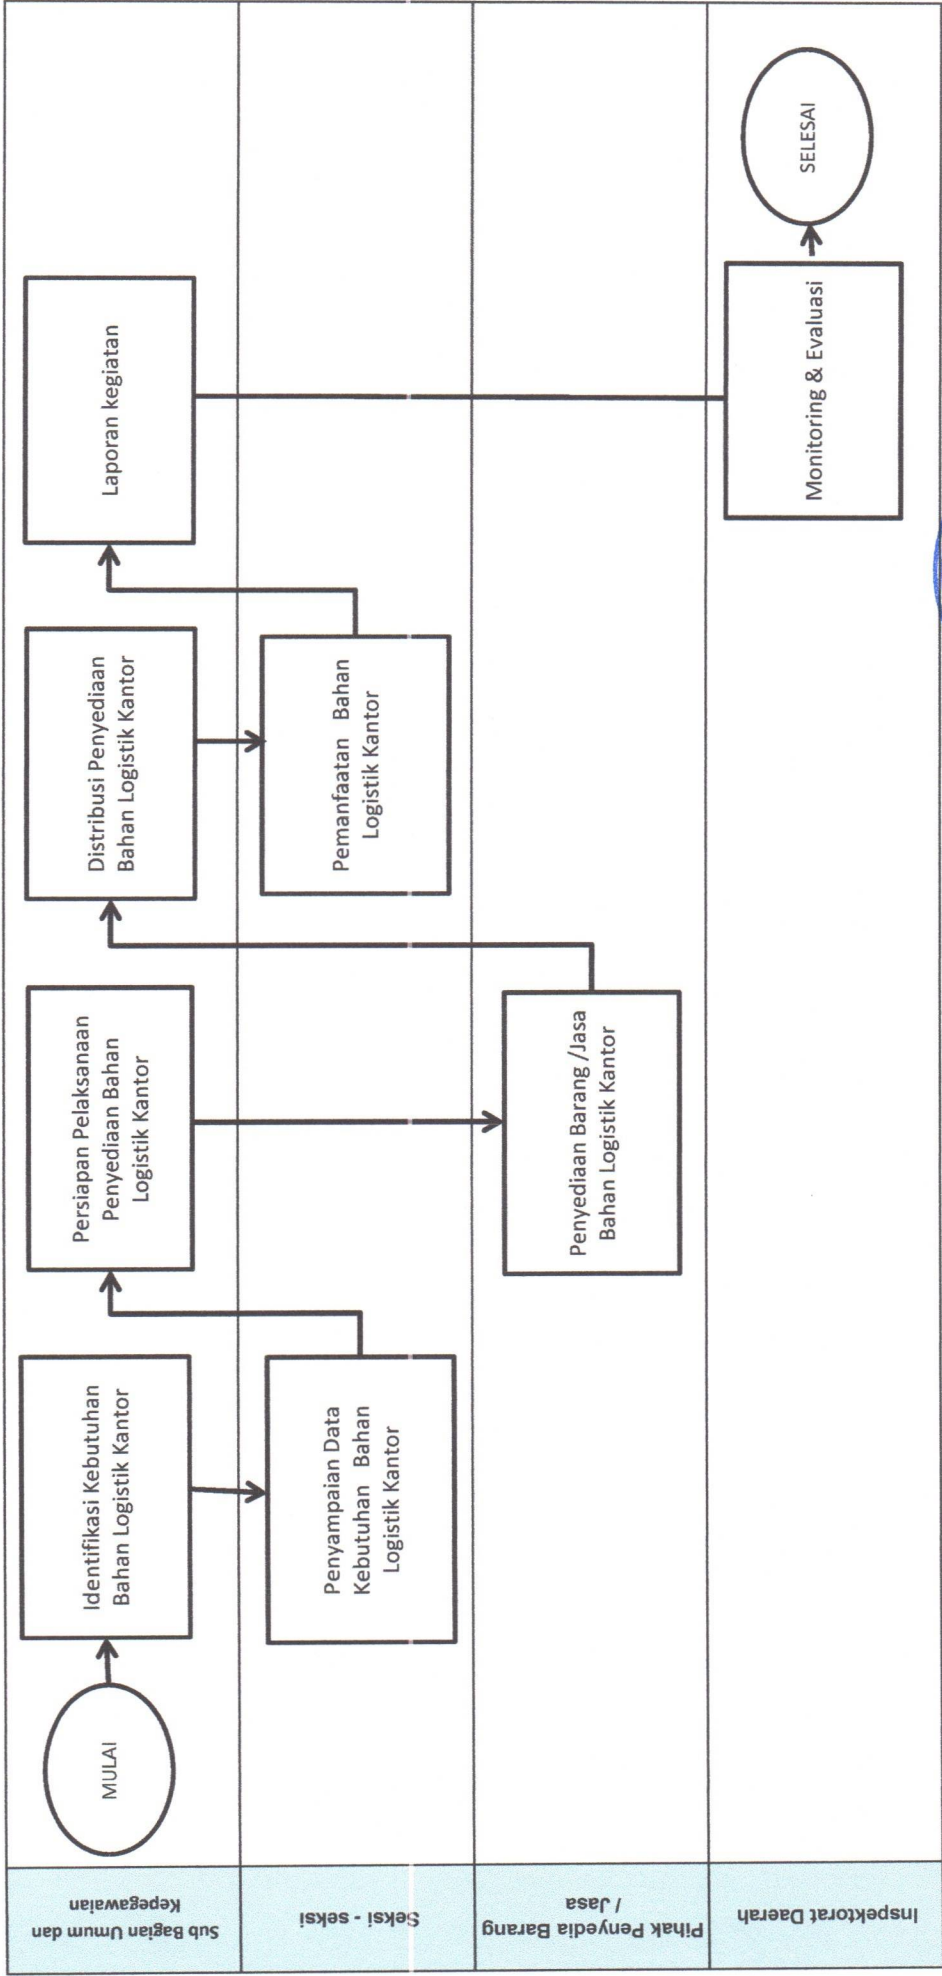 Sub Bagian Umum dan
Kepegawaian
MULAI
Identifikasi Kebutuhan
Bahan Logistik Kantor
Persiapan Pelaksanaan
Penyediaan Bahan
Logistik Kantor
Distribusi Penyediaan
Bahan Logistik Kantor
Laporan kegiatan
Seksi - seksi
Penyampaian Data
Kebutuhan Bahan
Logistik Kantor
Pemanfaatan Bahan
Logistik Kantor
Pihak Penyedia Barang
/ Jasa
Penyediaan Barang /Jasa
Bahan Logistik Kantor
Inspektorat Daerah
Monitoring & Evaluasi
SELESAI